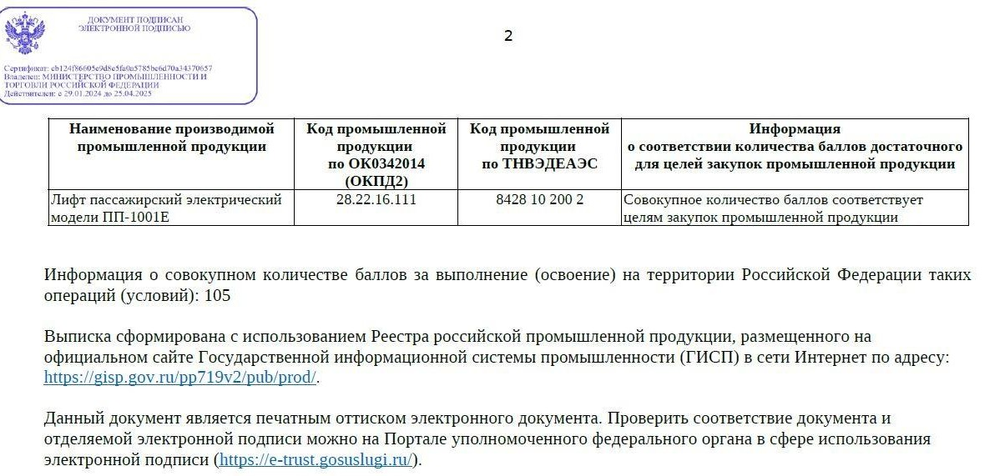 ДОКУМЕНТ ПОДПИСАН
ЭЛЕКТРОННОЙ ПОДПИСЬЮ
Сертификат: cb124f86605e9d8e5fa0a5785bc6d70a34370657
Владелец: МИНИСТЕРСТВО ПРОМЫШЛЕННОСТИ И
ТОРГОВЛИ РОССИЙСКОЙ ФЕДЕРАЦИИ
Действителен: с 29.01.2024 до 25.04.2025
2
Наименование производимой
промышленной продукции
Код промышленной
продукции
по ОК0342014
(ОКПД2)
Код промышленной
продукции
по ТНВЭДЕАЭС
Информация
о соответствии количества баллов достаточного
для целей закупок промышленной продукции
Лифт пассажирский электрический
модели ПП-1001Е
28.22.16.111
8428 10 200 2
Совокупное количество баллов соответствует
целям закупок промышленной продукции
Информация о совокупном количестве баллов за выполнение (освоение) на территории Российской Федерации таких
операций (условий): 105
Выписка сформирована с использованием Реестра российской промышленной продукции, размещенного на
официальном сайте Государственной информационной системы промышленности (ГИСП) в сети Интернет по адресу:
https://gisp.gov.ru/pp719v2/pub/prod/.
Данный документ является печатным оттиском электронного документа. Проверить соответствие документа и
отделяемой электронной подписи можно на Портале уполномоченного федерального органа в сфере использования
электронной подписи (https://e-trust.gosuslugi.ru/).